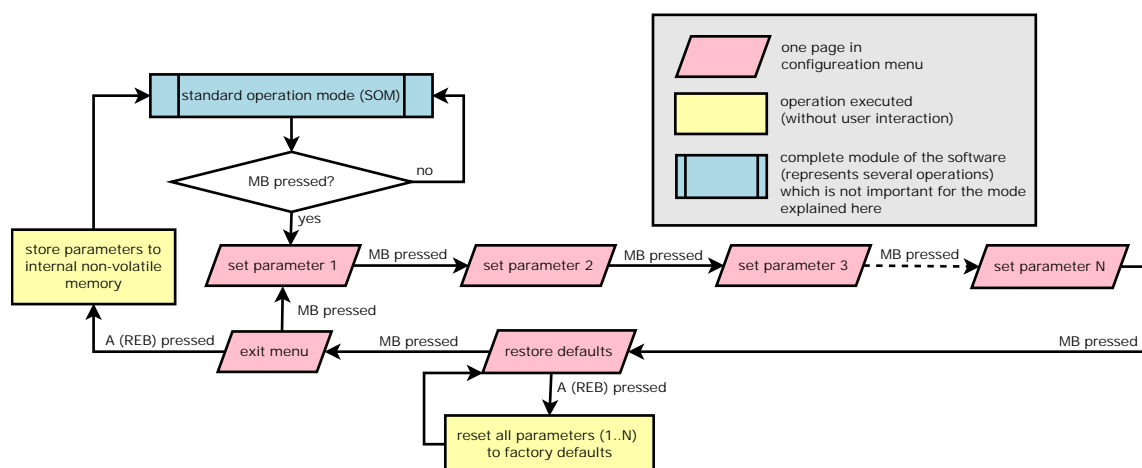 one page in
configureation menu
operation executed
(without user interaction)
complete module of the software
(represents several operations)
which is not important for the mode
explained here
standard operation mode (SOM)
MB pressed?
no
yes
store parameters to
internal non-volatile
memory
set parameter 1
MB pressed
set parameter 2
MB pressed
set parameter 3
MB pressed
set parameter N
MB pressed
A (REB) pressed
exit menu
MB pressed
restore defaults
MB pressed
A (REB) pressed
reset all parameters (1..N)
to factory defaults